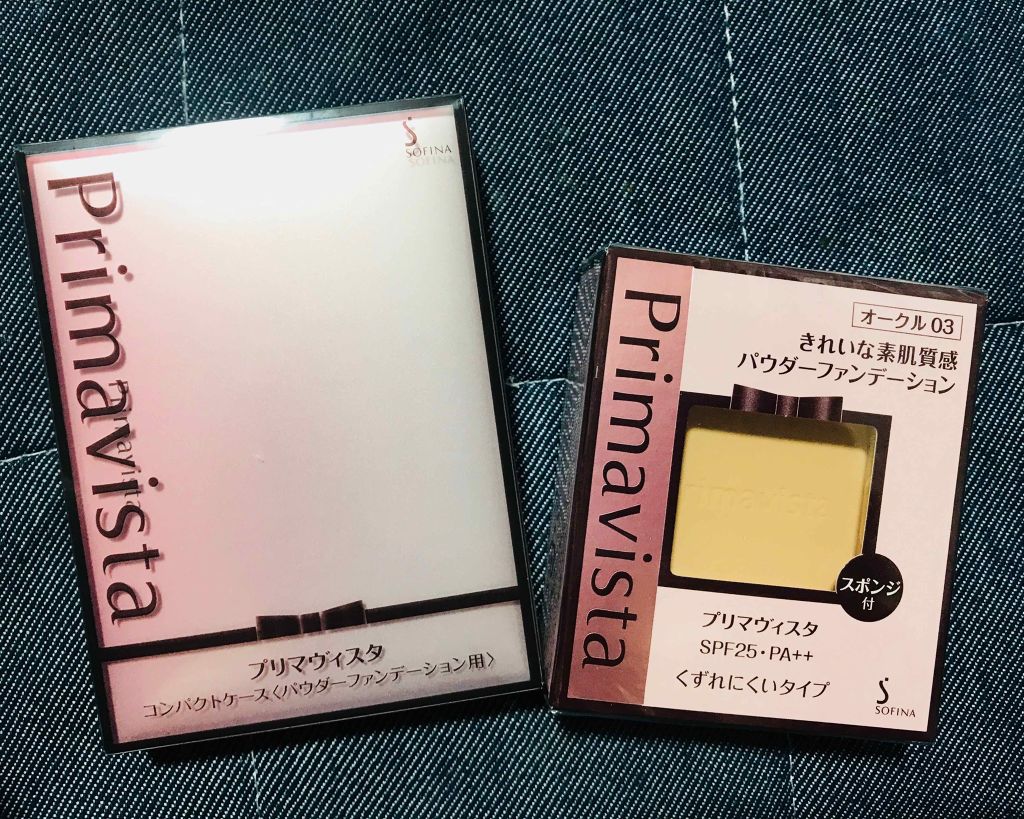 SOFINA
Primavista
プリマヴィスタ
コンパクトケース〈パウダーファンデーション用〉
Primavista
オークル 03
きれいな素肌質感
パウダーファンデーション
primavista
スポンジ
付
プリマヴィスタ
SPF25・PA++
くずれにくいタイプ
SOFINA